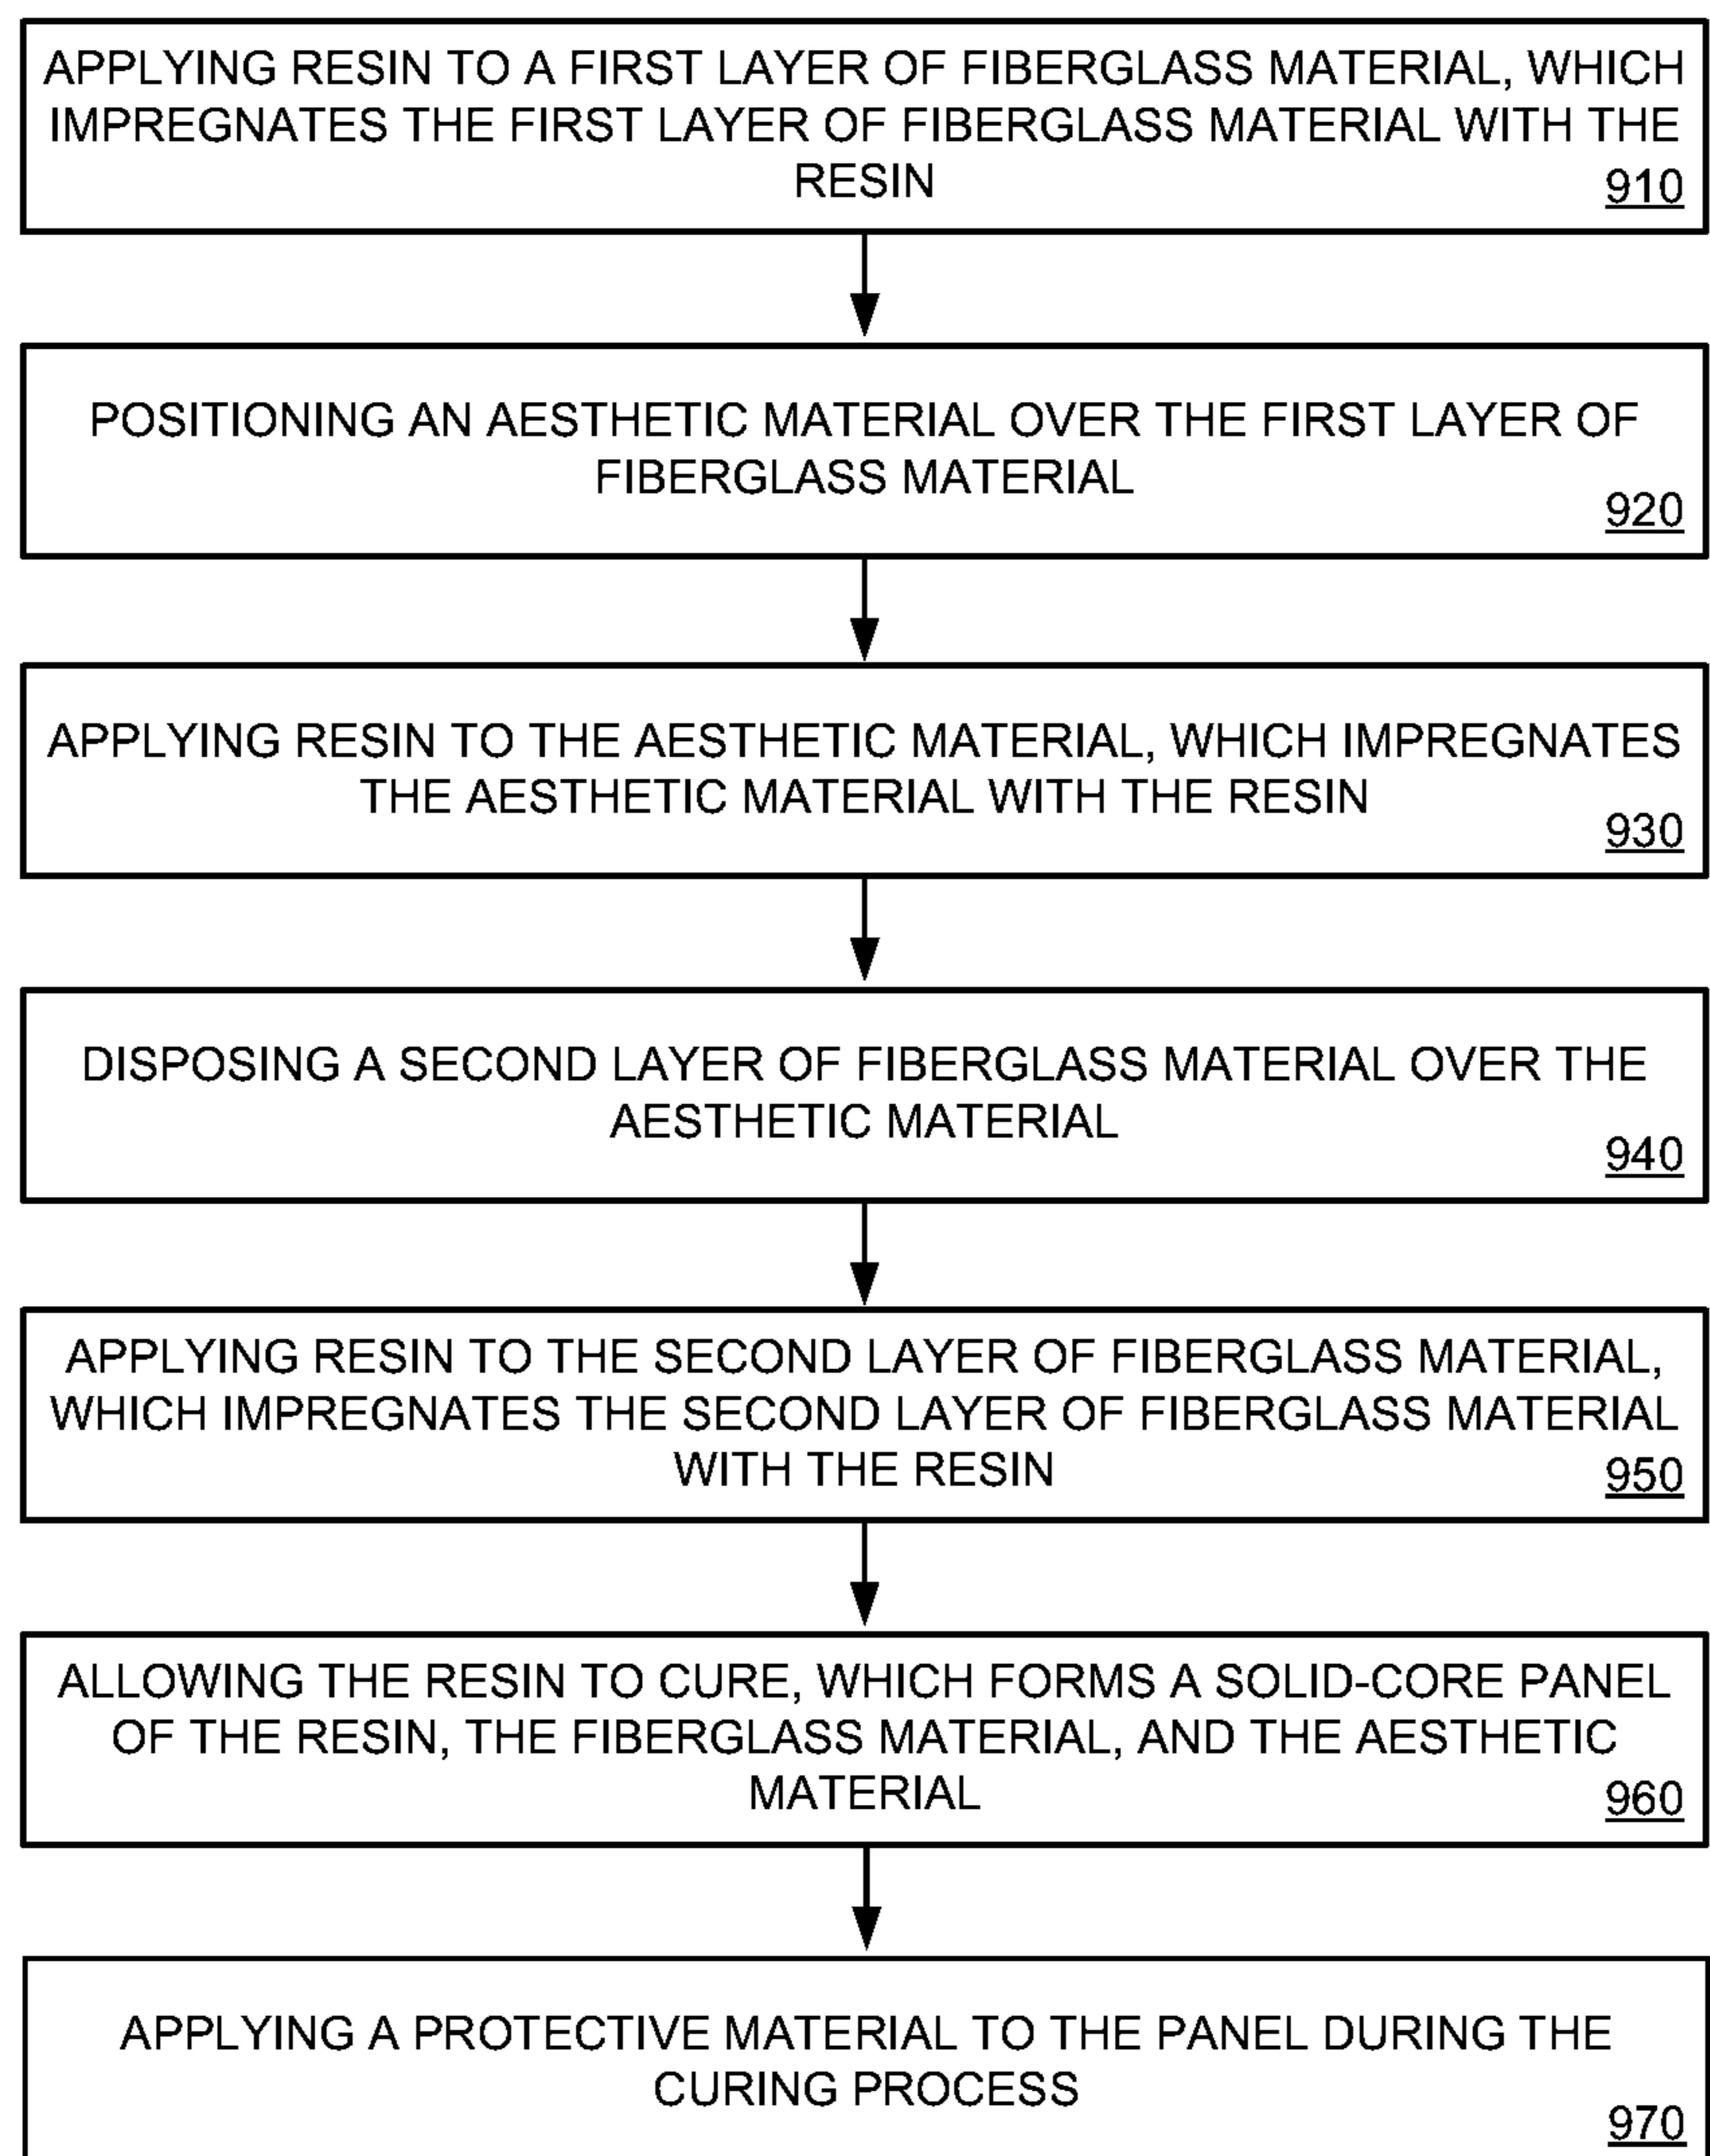 APPLYING RESIN TO A FIRST LAYER OF FIBERGLASS MATERIAL, WHICH
IMPREGNATES THE FIRST LAYER OF FIBERGLASS MATERIAL WITH THE
RESIN
910
POSITIONING AN AESTHETIC MATERIAL OVER THE FIRST LAYER OF
FIBERGLASS MATERIAL
920
APPLYING RESIN TO THE AESTHETIC MATERIAL, WHICH IMPREGNATES
THE AESTHETIC MATERIAL WITH THE RESIN
930
DISPOSING A SECOND LAYER OF FIBERGLASS MATERIAL OVER THE
AESTHETIC MATERIAL
940
APPLYING RESIN TO THE SECOND LAYER OF FIBERGLASS MATERIAL,
WHICH IMPREGNATES THE SECOND LAYER OF FIBERGLASS MATERIAL
WITH THE RESIN
950
ALLOWING THE RESIN TO CURE, WHICH FORMS A SOLID-CORE PANEL
OF THE RESIN, THE FIBERGLASS MATERIAL, AND THE AESTHETIC
MATERIAL
960
APPLYING A PROTECTIVE MATERIAL TO THE PANEL DURING THE
CURING PROCESS
970